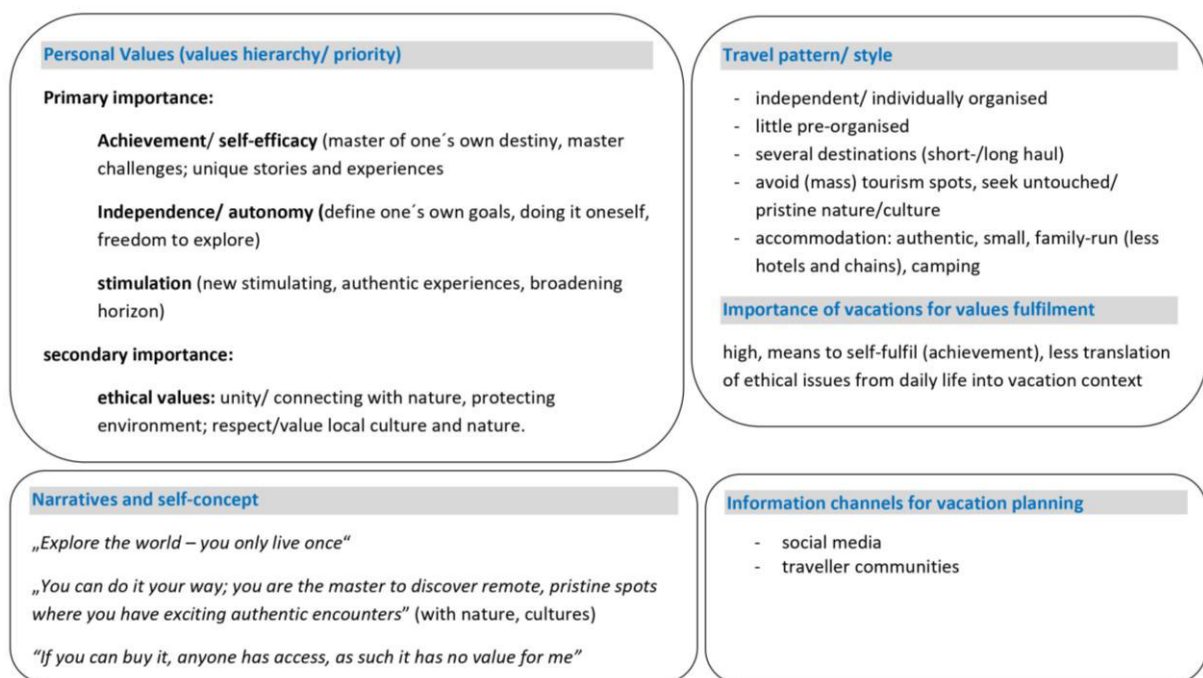 Personal Values (values hierarchy/ priority)
Primary importance:
Achievement/ self-efficacy (master of one´s own destiny, master
challenges; unique stories and experiences
Independence/ autonomy (define one´s own goals, doing it oneself,
freedom to explore)
stimulation (new stimulating, authentic experiences, broadening
horizon)
secondary importance:
ethical values: unity/ connecting with nature, protecting
environment; respect/value local culture and nature.
Travel pattern/ style
- independent/ individually organised
- little pre-organised
- several destinations (short-/long haul)
- avoid (mass) tourism spots, seek untouched/
pristine nature/culture
- accommodation: authentic, small, family-run (less
hotels and chains), camping
Importance of vacations for values fulfilment
high, means to self-fulfil (achievement), less translation
of ethical issues from daily life into vacation context
Narratives and self-concept
„Explore the world – you only live once“
„You can do it your way; you are the master to discover remote, pristine spots
where you have exciting authentic encounters” (with nature, cultures)
“If you can buy it, anyone has access, as such it has no value for me”
Information channels for vacation planning
- social media
- traveller communities